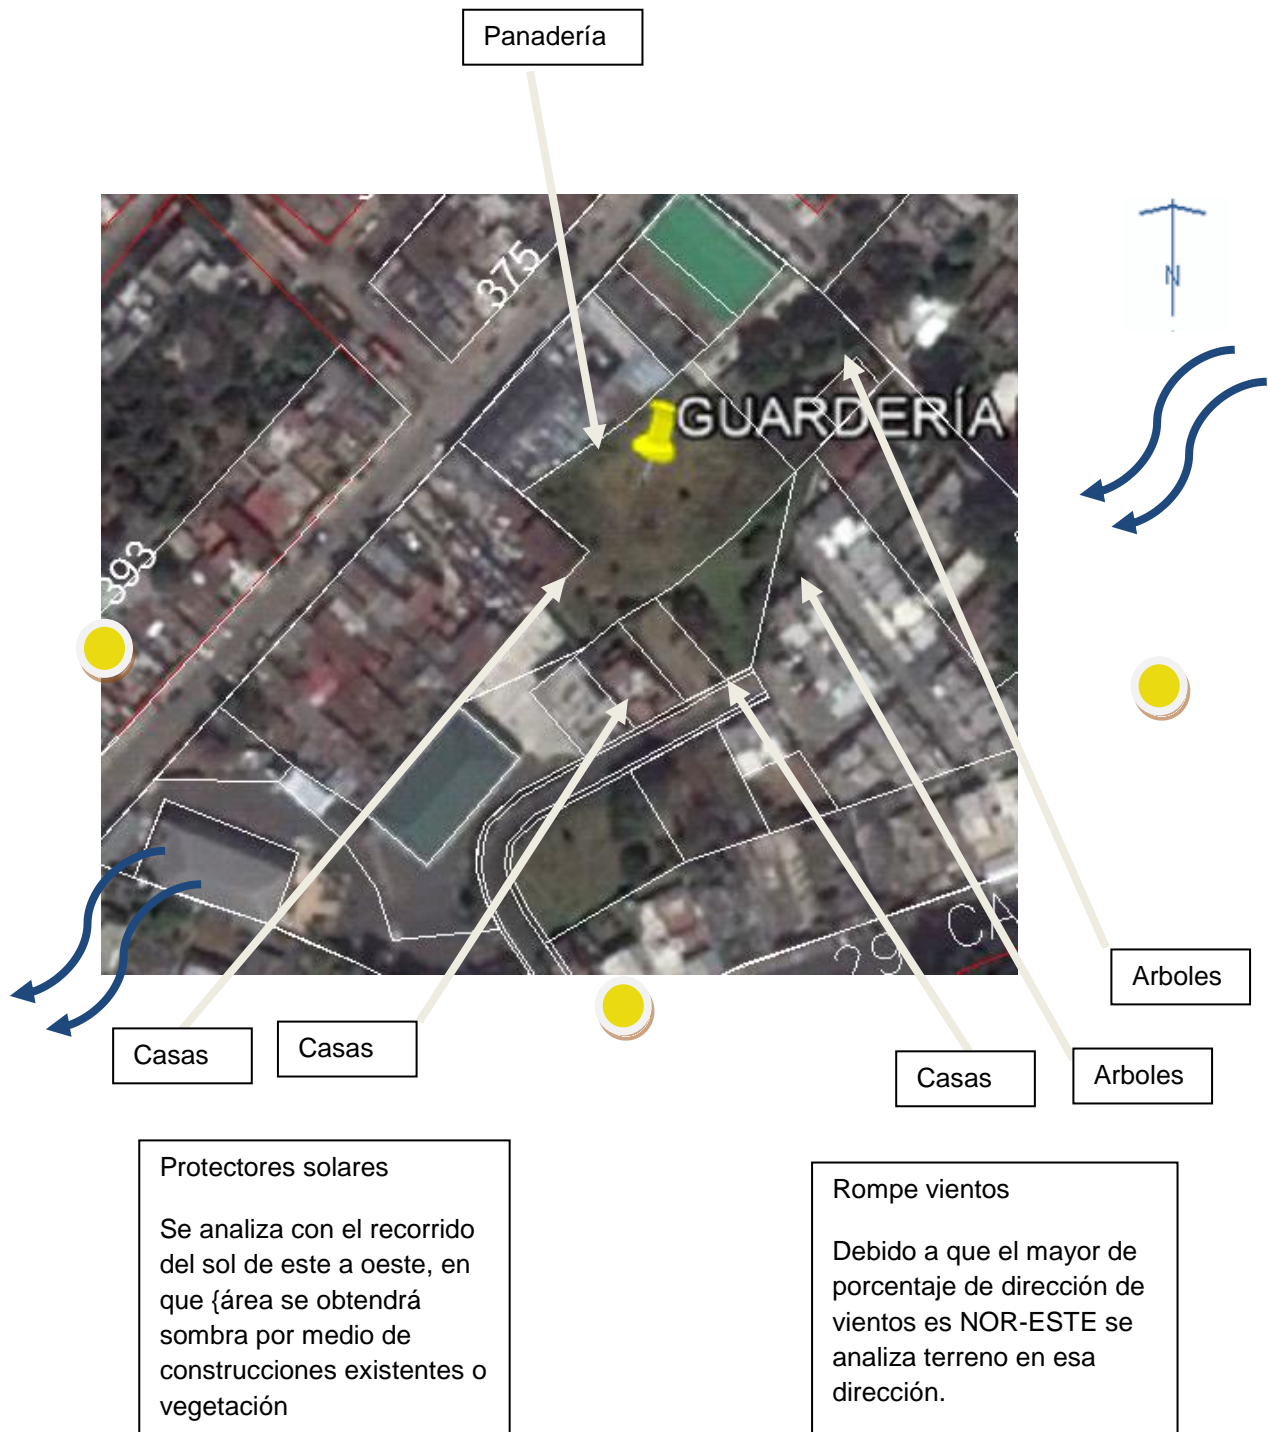 Panadería
375
N
GUARDERÍA
393
29 CA
Arboles
Casas
Casas
Casas
Arboles
Protectores solares
Se analiza con el recorrido
del sol de este a oeste, en
que {área se obtendrá
sombra por medio de
construcciones existentes o
vegetación
Rompe vientos
Debido a que el mayor de
porcentaje de dirección de
vientos es NOR-ESTE se
analiza terreno en esa
dirección.